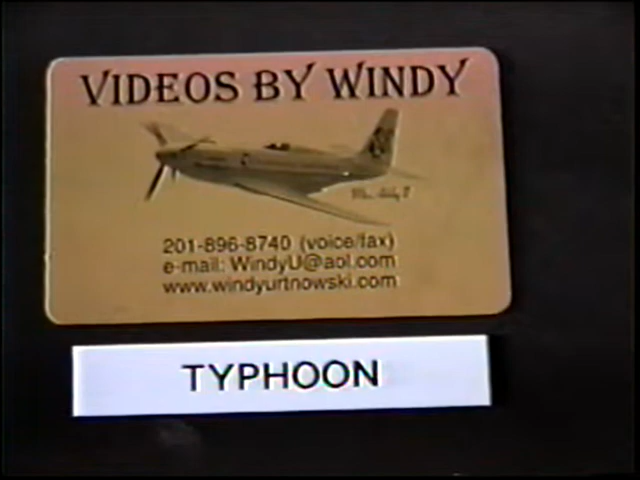 VIDEOS BY WINDY
201-896-8740 (voice/fax)
e-mail: WindyU@aol.com
www.windyurtnowski.com
TYPHOON